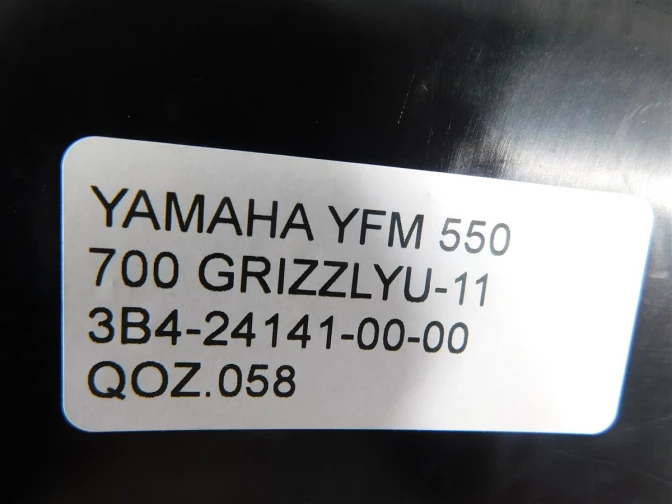 YAMAHA YFM 550
700 GRIZZLYU-11
3B4-24141-00-00
QOZ.058